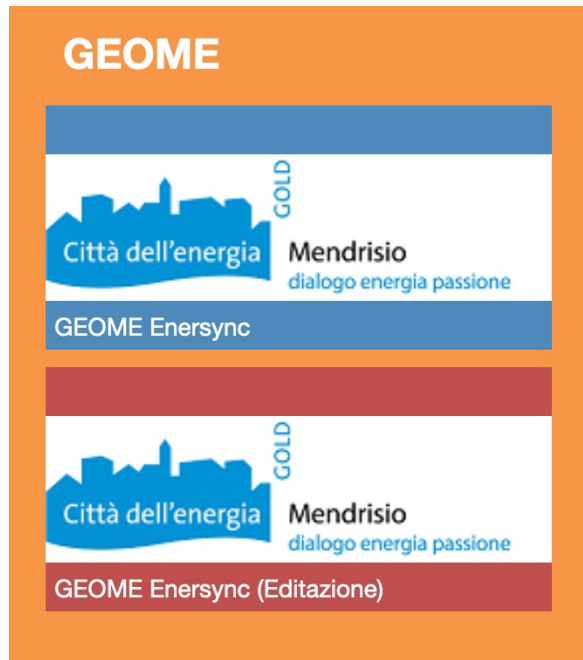 GEOME
GOLD
Città dell'energia
Mendrisio
dialogo energia passione
GEOME Enersync
GOLD
Città dell'energia
Mendrisio
dialogo energia passione
GEOME Enersync (Editazione)